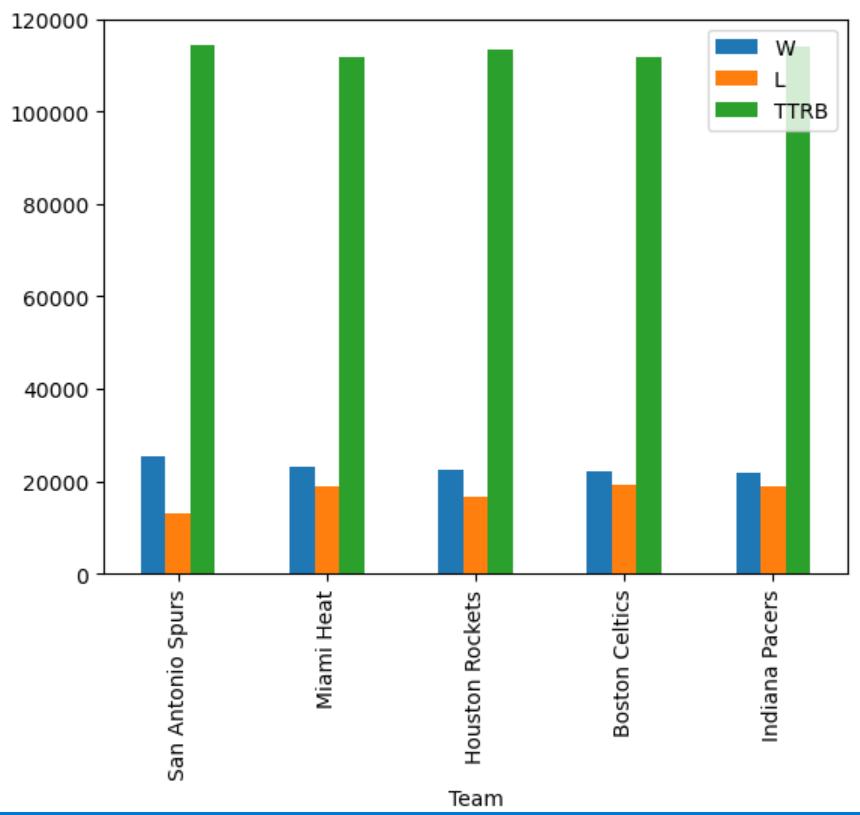 120000
100000
80000
60000
40000
20000
0
W
L
TTRB
San Antonio Spurs
Miami Heat
Houston Rockets
Boston Celtics
Indiana Pacers
Team